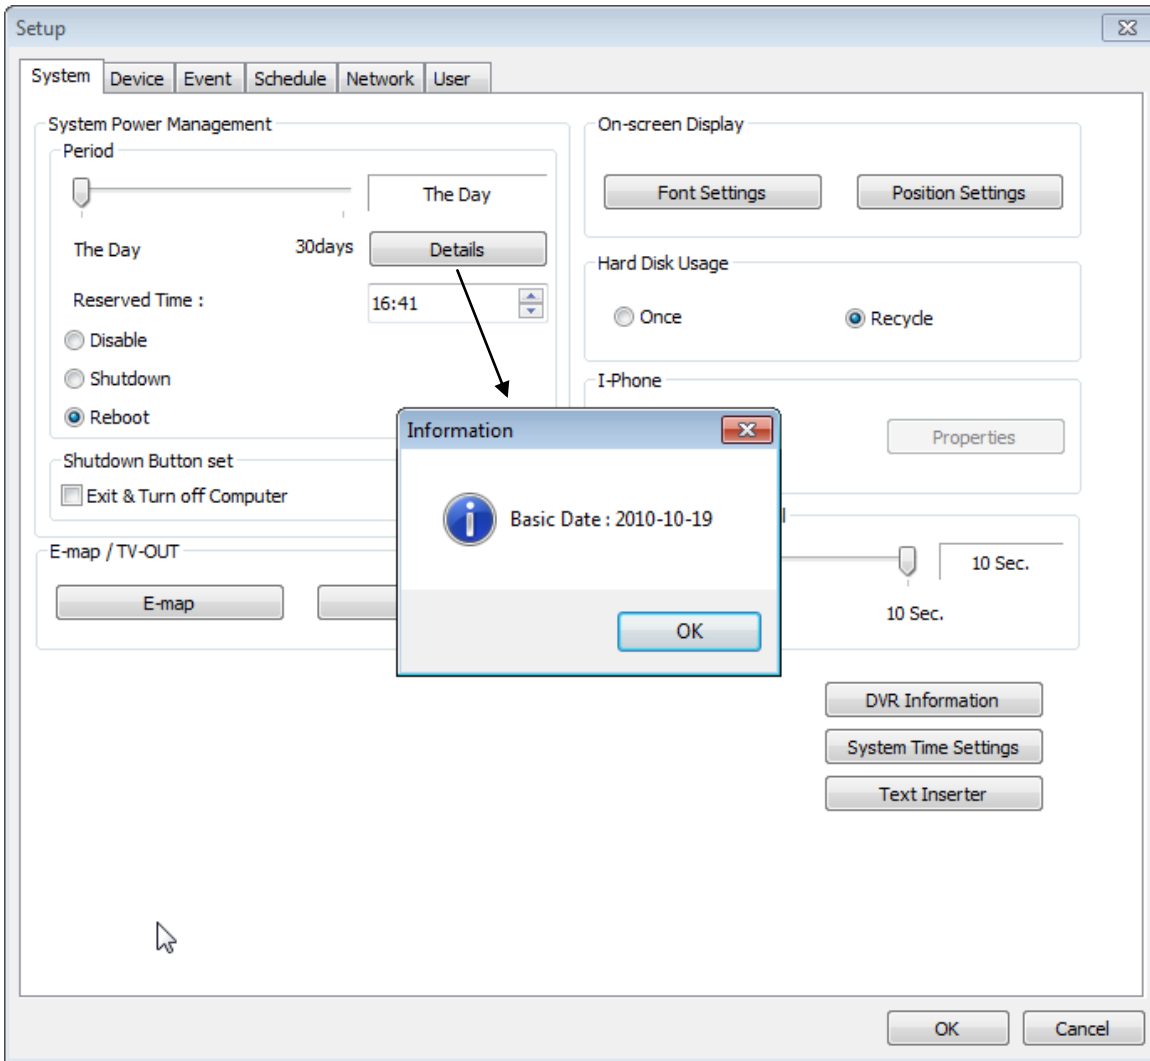 Setup
System Device Event Schedule Network User
System Power Management
Period
The Day
The Day 30days Details
Reserved Time : 16:41
Disable
Shutdown
Reboot
Shutdown Button set
Exit & Turn off Computer
E-map / TV-OUT
E-map
On-screen Display
Font Settings Position Settings
Hard Disk Usage
Once Recycle
I-Phone
Properties
Information
Basic Date : 2010-10-19
OK
10 Sec.
10 Sec.
DVR Information
System Time Settings
Text Inserter
OK Cancel